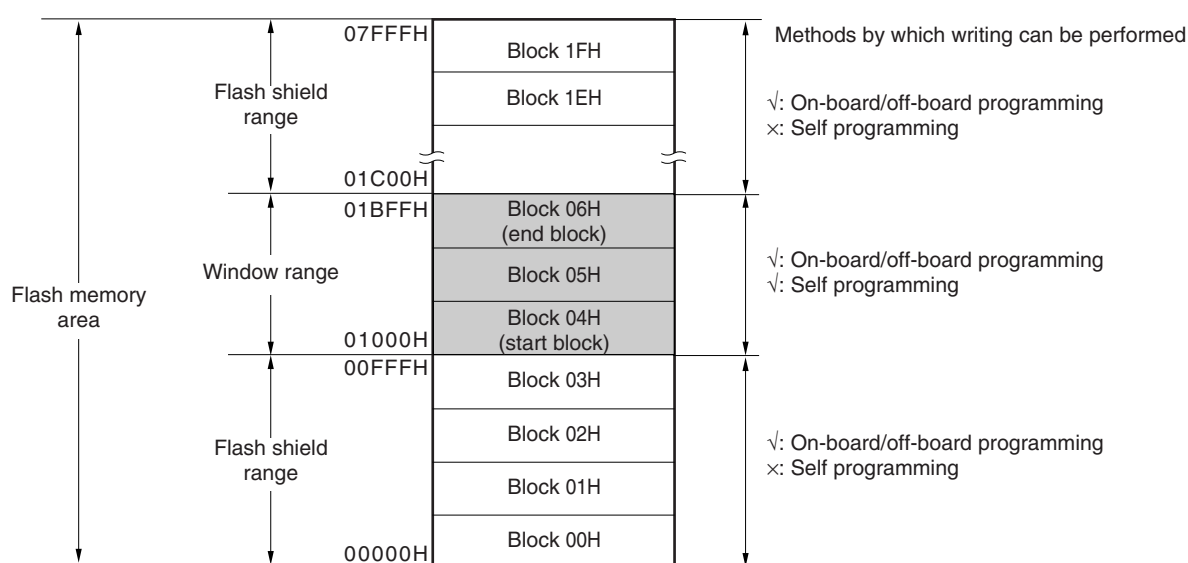 07FFFH
Block 1FH
Methods by which writing can be performed
Flash shield
range
Block 1EH
√: On-board/off-board programming
×: Self programming
01C00H
01BFFH
Block 06H
(end block)
Window range
Block 05H
√: On-board/off-board programming
√: Self programming
Flash memory
area
01000H
Block 04H
(start block)
00FFFH
Block 03H
Flash shield
range
Block 02H
√: On-board/off-board programming
×: Self programming
Block 01H
Block 00H
00000H